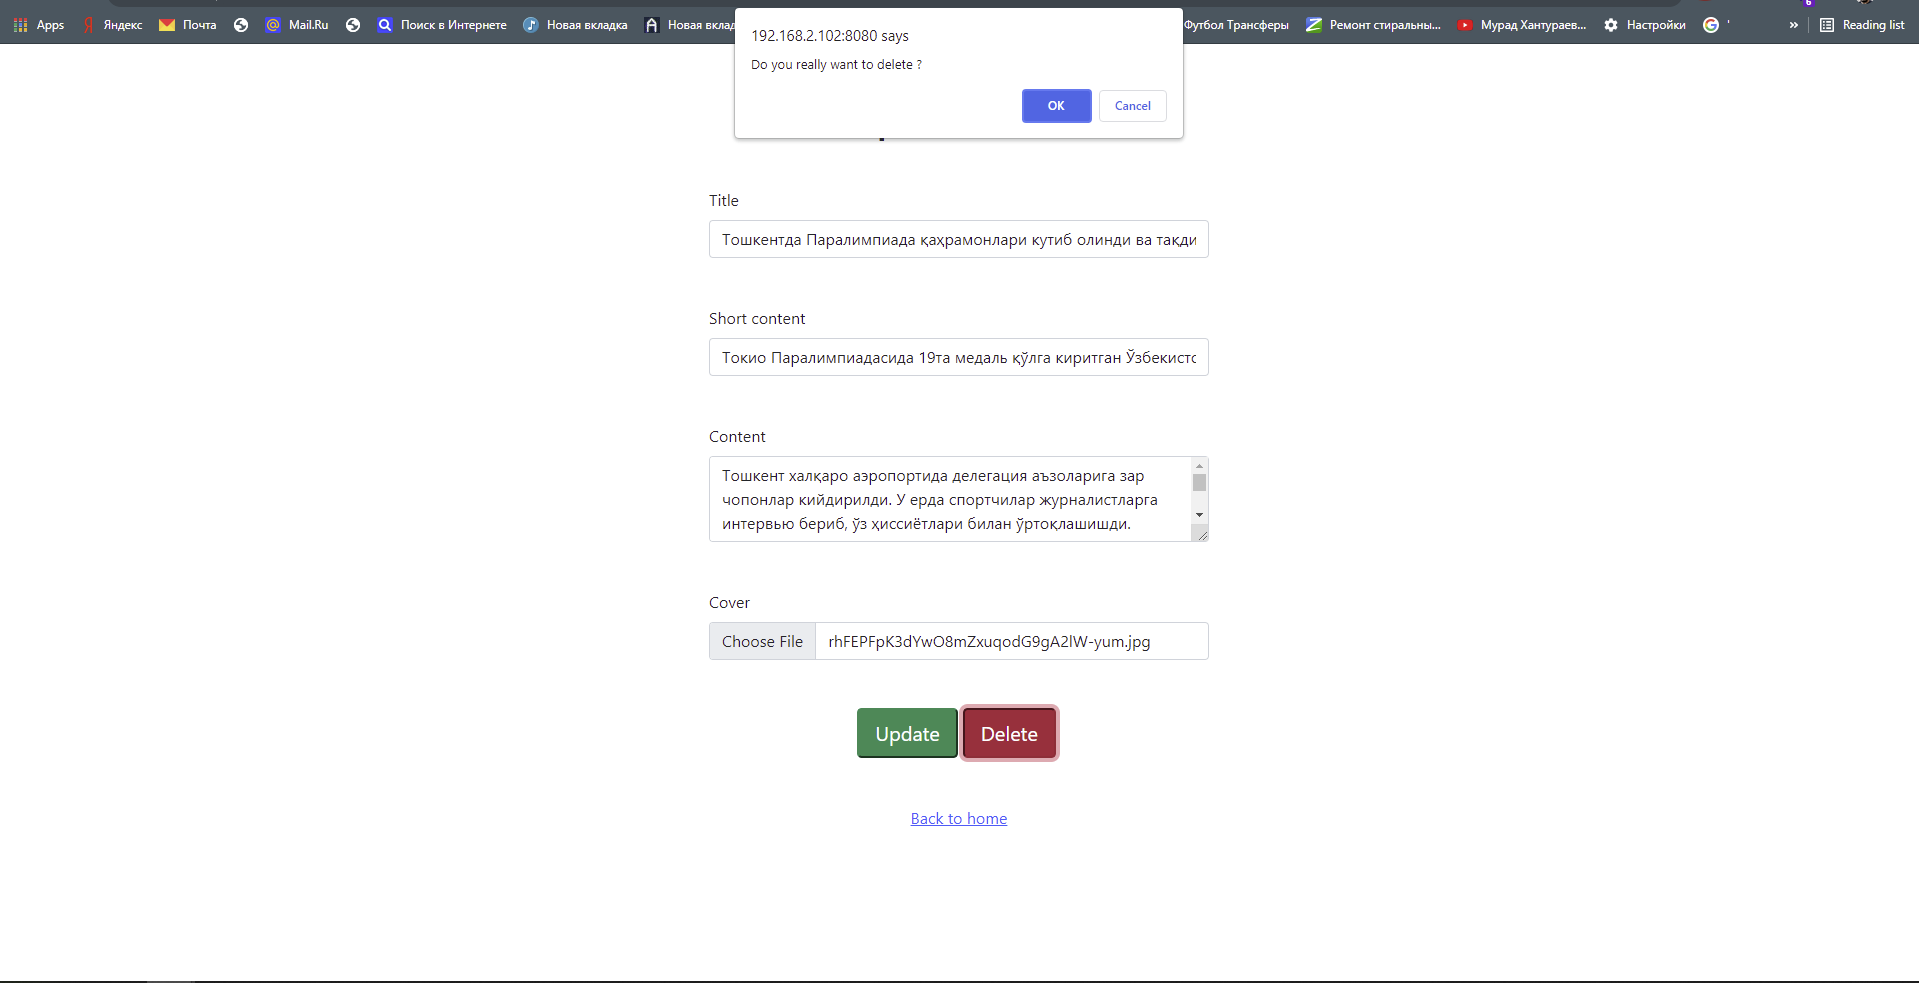 Apps
Яндекс
Почта
Mail.Ru
Поиск в Интернете
Новая вкладка
Новая
Футбол Трансферы
Ремонт стиральны...
Мурад Хантураев...
Настройки
»
Reading list
192.168.2.102:8080 says
Do you really want to delete ?
OK
Cancel
Title
Тошкентда Паралимпиада қаҳрамонлари кутиб олинди ва
Short content
Токио Паралимпиадасида 19та медаль қўлга киритган
Content
Тошкент халқаро аэропортида делегация аъзоларига зар
чопонлар кийдирилди. У ерда спортчилар журналистларга
интервью бериб, ўз ҳиссиётлари билан ўртоқлашишди.
Cover
Choose File
rhFEPFpK3dYwO8mZxuqodG9gA2lW-yum.jpg
Update
Delete
Back to home